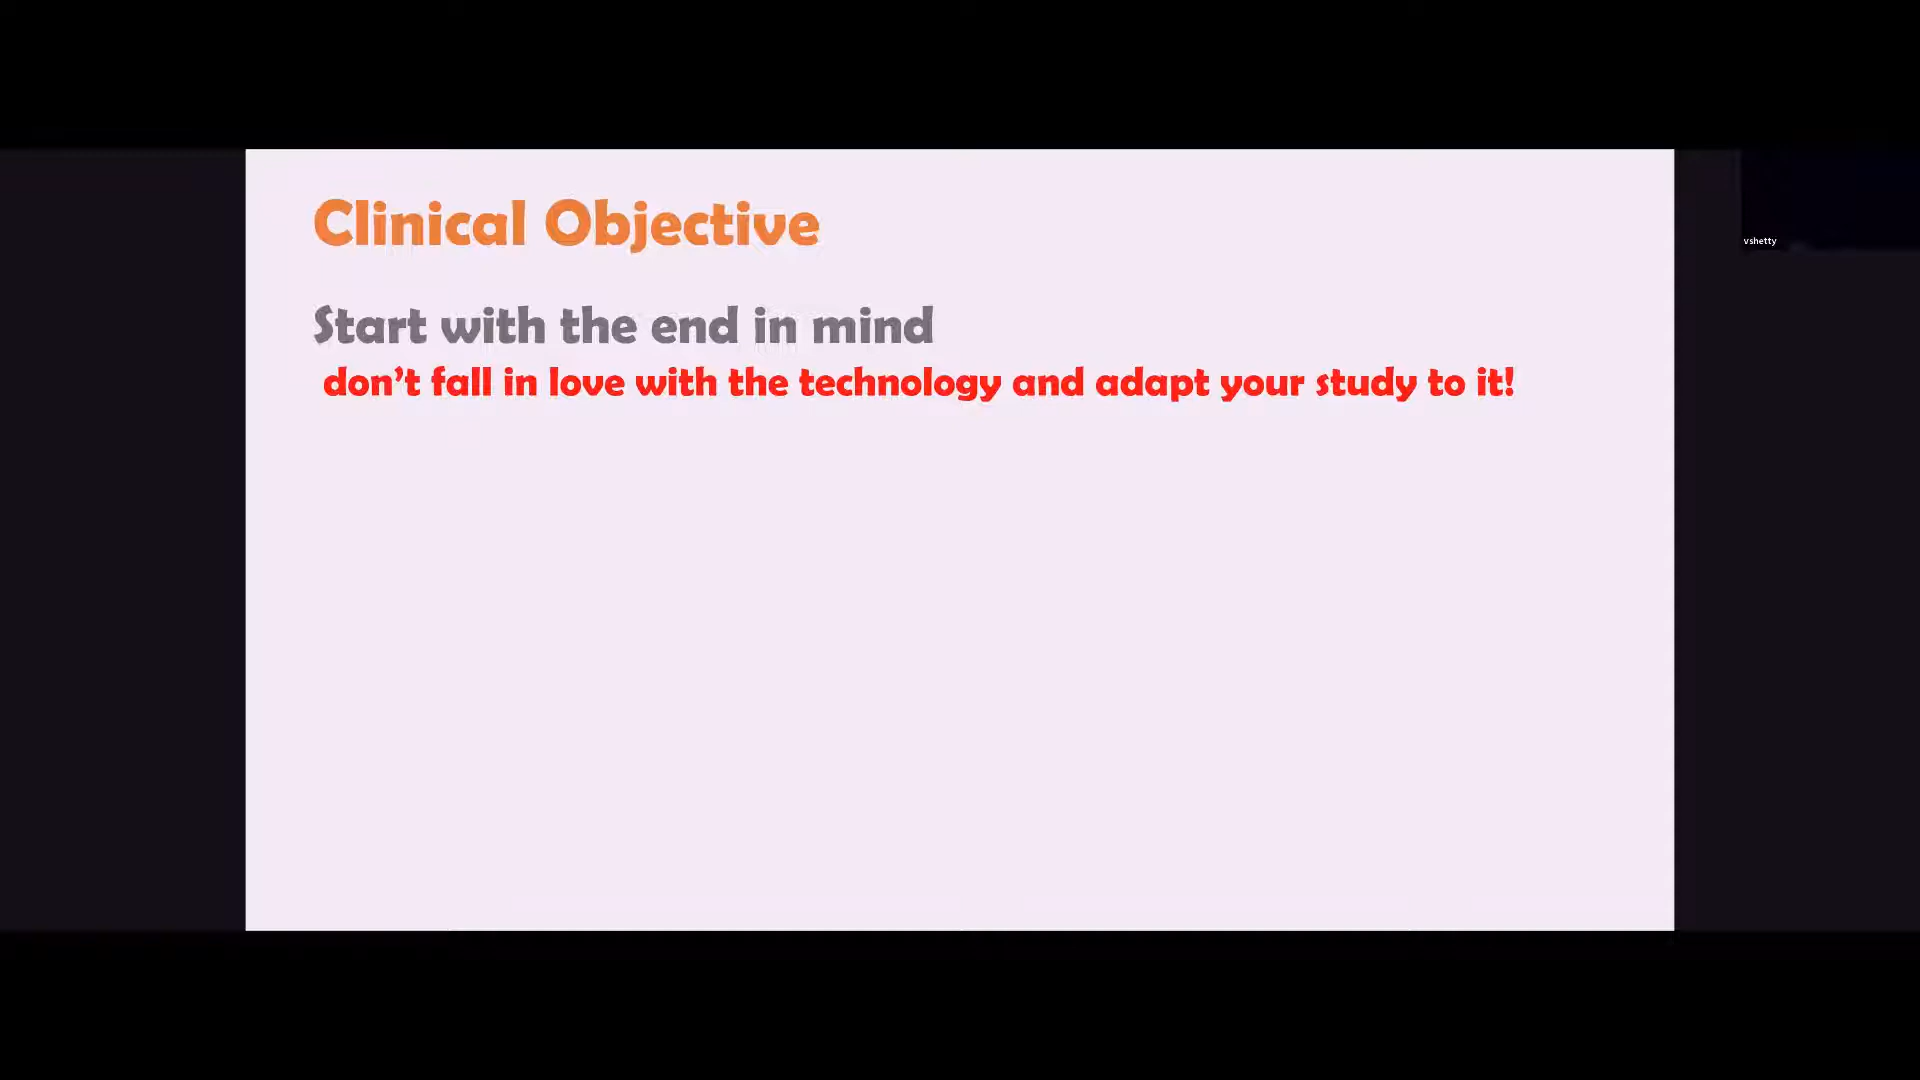 Clinical Objective
Start with the end in mind
don’t fall in love with the technology and adapt your study to it!
vshetty